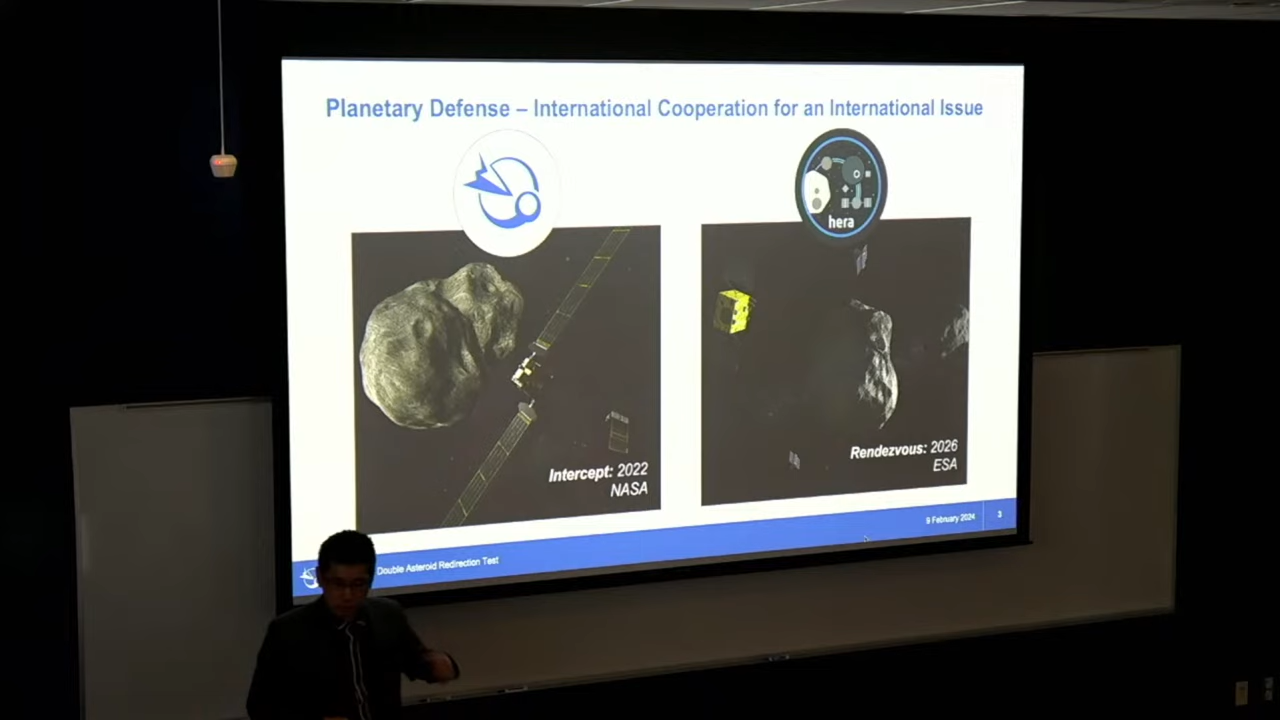 Planetary Defense – International Cooperation for an International Issue
hera
Intercept: 2022
NASA
Rendezvous: 2026
ESA
Double Asteroid Redirection Test
9 February 2024
3